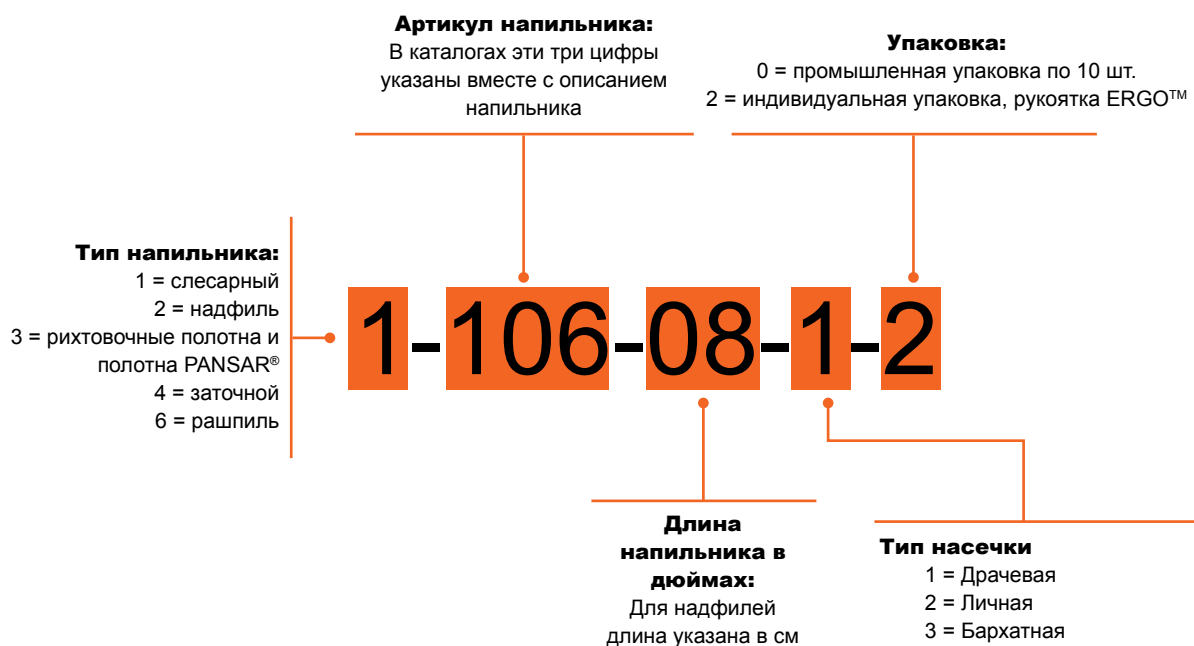 Артикул напильника:
В каталогах эти три цифры
указаны вместе с описанием
напильника
Упаковка:
0 = промышленная упаковка по 10 шт.
2 = индивидуальная упаковка, рукоятка ERGO™
Тип напильника:
1 = слесарный
2 = надфиль
3 = рихтовочные полотна и
полотна PANSAR®
4 = заточной
6 = рашпиль
1-106-08-1-2
Длина
напильника в
дюймах:
Для надфилей
длина указана в см
Тип насечки
1 = Драчевая
2 = Личная
3 = Бархатная